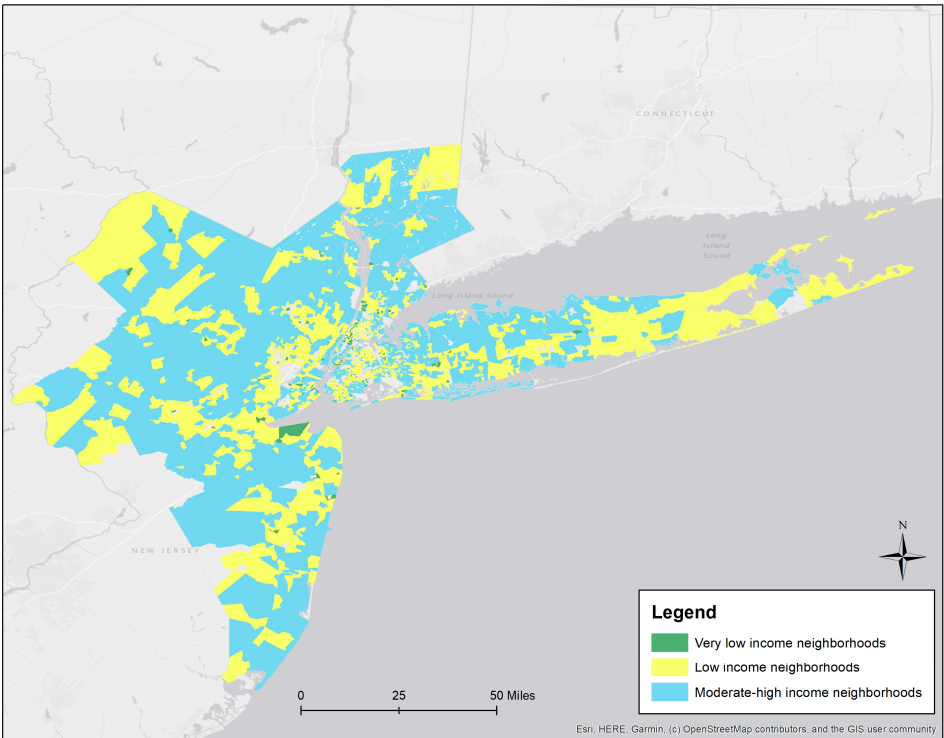 CONNECTICUT
Long
Island
Sound
Long Island Sound
NEW JERSEY
N
Legend
Very low income neighborhoods
Low income neighborhoods
Moderate-high income neighborhoods
0 25 50 Miles
Esri, HERE, Garmin, (c) OpenStreetMap contributors, and the GIS user community